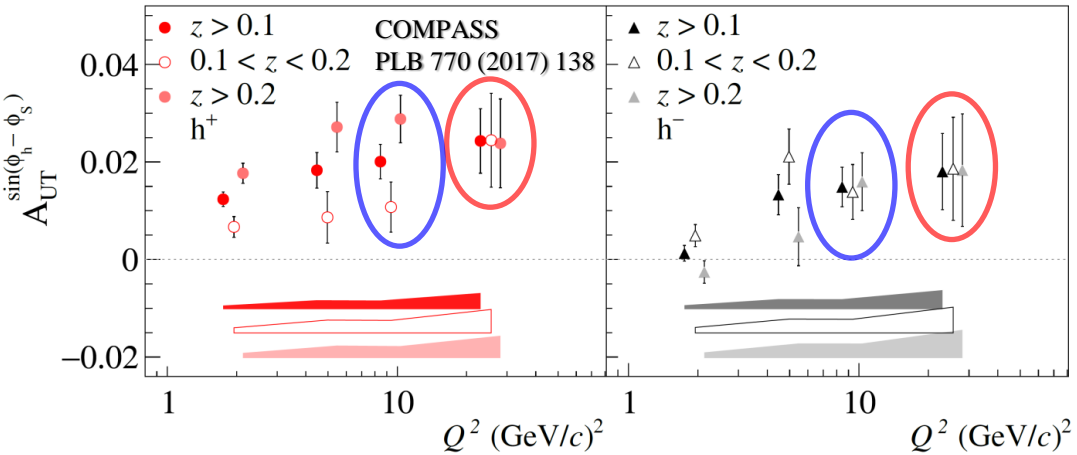 z > 0.1
0.1 < z < 0.2
z > 0.2
h⁺
COMPASS
PLB 770 (2017) 138
z > 0.1
0.1 < z < 0.2
z > 0.2
h⁻
A_UT^sin(ϕ_h − ϕ_S)
0.04
0.02
0
−0.02
1
10
Q² (GeV/c)²
1
10
Q² (GeV/c)²